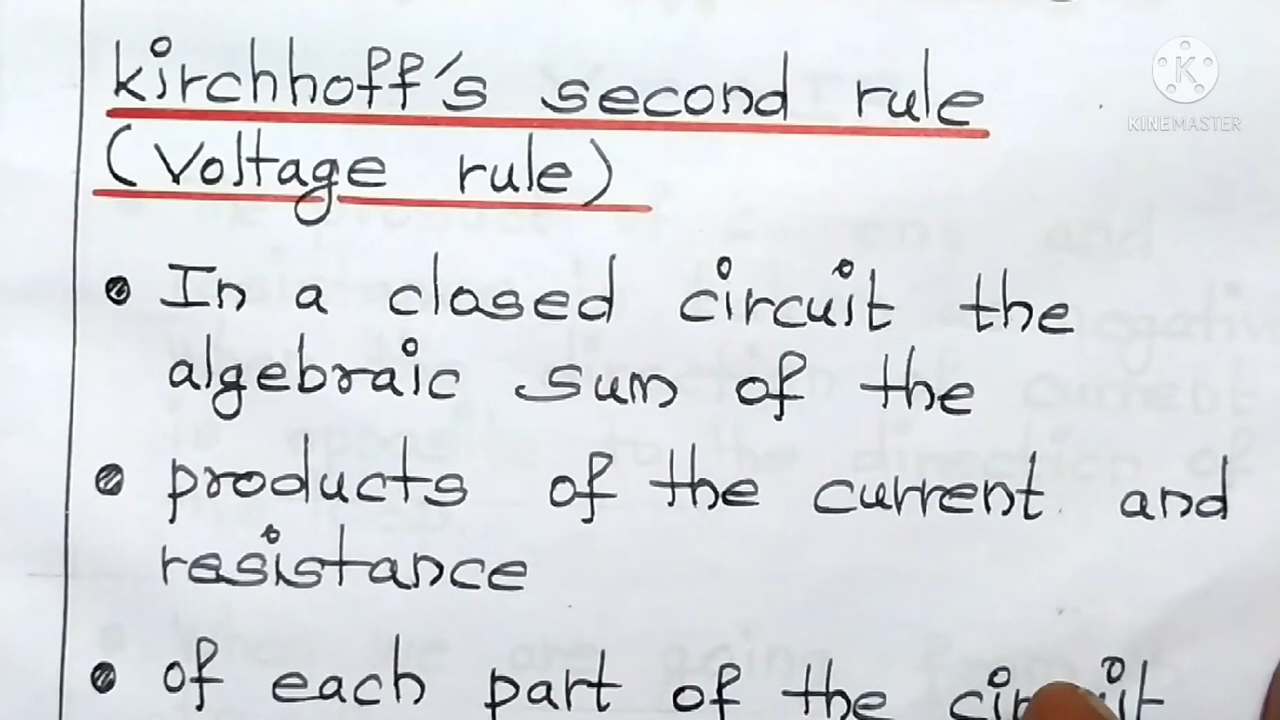 kirchhoff's second rule
(Voltage rule)
• In a closed circuit the
algebraic sum of the
• products of the current and
resistance
• of each part of the circuit
K
KINEMASTER